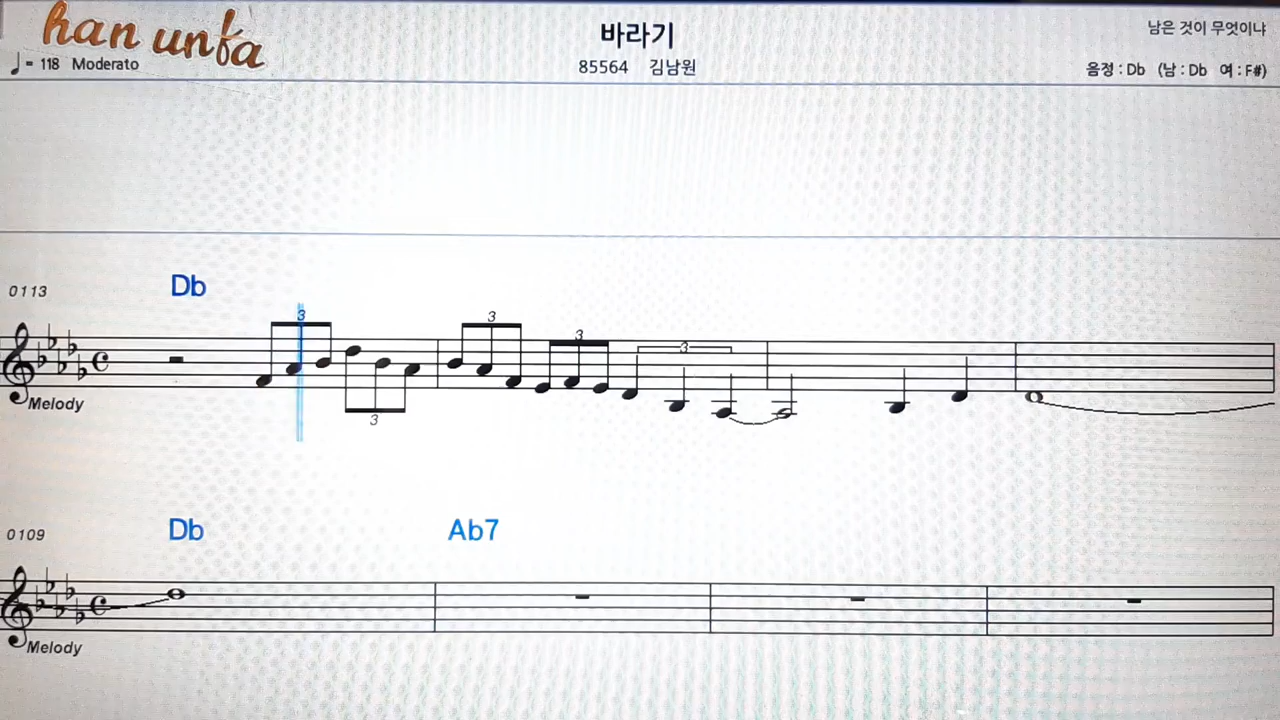 han unfa
바라기
남은 것이 무엇이냐
♩= 118 Moderato
85564 김남원
음정 : Db (남 : Db 여 : F#)
0113
Db
3
3
3
3
3
Melody
0109
Db Ab7
Melody